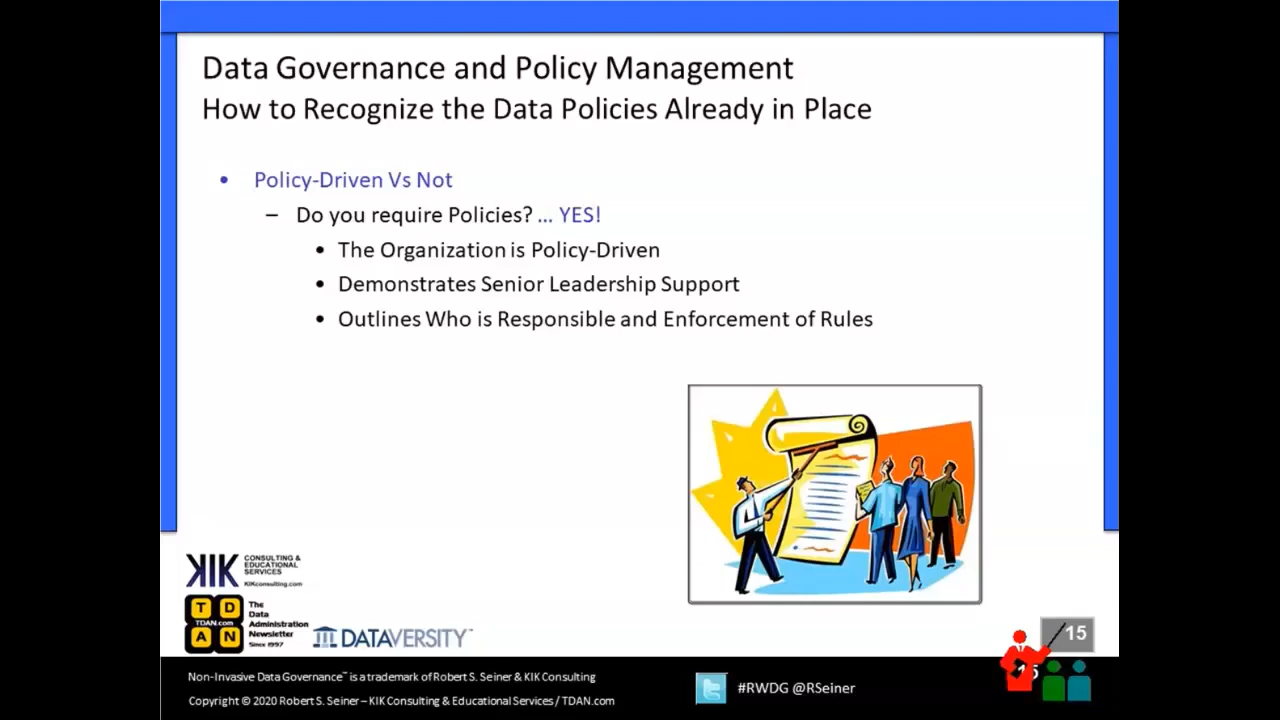 Data Governance and Policy Management
How to Recognize the Data Policies Already in Place
• Policy-Driven Vs Not
– Do you require Policies? ... YES!
• The Organization is Policy-Driven
• Demonstrates Senior Leadership Support
• Outlines Who is Responsible and Enforcement of Rules
KIK CONSULTING &
EDUCATIONAL
SERVICES
KIKconsulting.com
T D
TDAN.com
A N
The
Data
Administration
Newsletter
Since 1997
DATAVERSITY™
/15
15
Non-Invasive Data Governance™ is a trademark of Robert S. Seiner & KIK Consulting
Copyright © 2020 Robert S. Seiner – KIK Consulting & Educational Services / TDAN.com
#RWDG @RSeiner